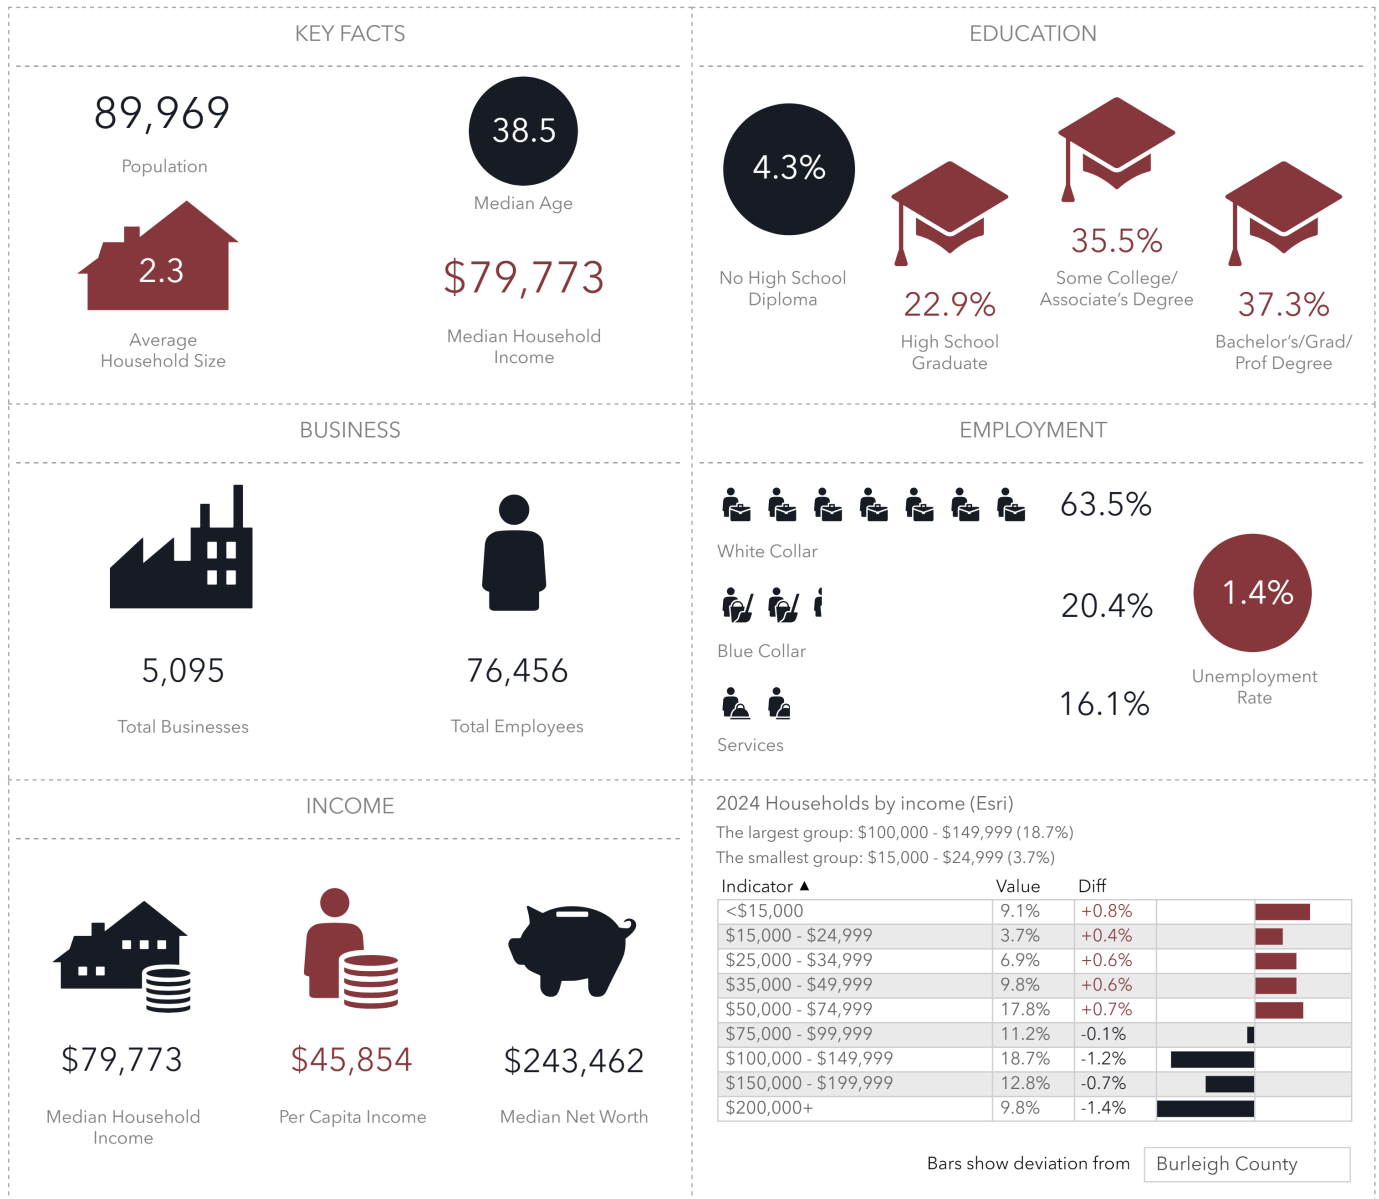 KEY FACTS
89,969
Population
38.5
Median Age
2.3
Average
Household Size
$79,773
Median Household
Income
EDUCATION
4.3%
No High School
Diploma
22.9%
High School
Graduate
35.5%
Some College/
Associate's Degree
37.3%
Bachelor's/Grad/
Prof Degree
BUSINESS
5,095
Total Businesses
76,456
Total Employees
EMPLOYMENT
63.5%
White Collar
20.4%
Blue Collar
16.1%
Services
1.4%
Unemployment
Rate
INCOME
$79,773
Median Household
Income
$45,854
Per Capita Income
$243,462
Median Net Worth
2024 Households by income (Esri)
The largest group: $100,000 - $149,999 (18.7%)
The smallest group: $15,000 - $24,999 (3.7%)
Indicator ▲ Value Diff
<$15,000 9.1% +0.8%
$15,000 - $24,999 3.7% +0.4%
$25,000 - $34,999 6.9% +0.6%
$35,000 - $49,999 9.8% +0.6%
$50,000 - $74,999 17.8% +0.7%
$75,000 - $99,999 11.2% -0.1%
$100,000 - $149,999 18.7% -1.2%
$150,000 - $199,999 12.8% -0.7%
$200,000+ 9.8% -1.4%
Bars show deviation from Burleigh County